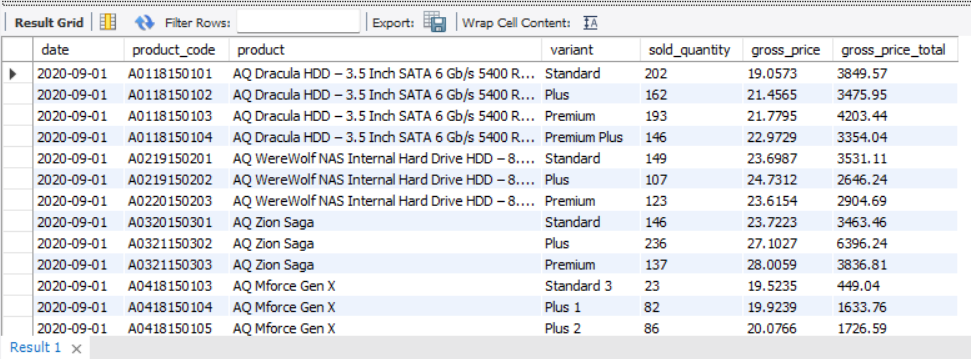 Result Grid Filter Rows: Export: Wrap Cell Content:
date product_code product variant sold_quantity gross_price gross_price_total
2020-09-01 A0118150101 AQ Dracula HDD – 3.5 Inch SATA 6 Gb/s 5400 R... Standard 202 19.0573 3849.57
2020-09-01 A0118150102 AQ Dracula HDD – 3.5 Inch SATA 6 Gb/s 5400 R... Plus 162 21.4565 3475.95
2020-09-01 A0118150103 AQ Dracula HDD – 3.5 Inch SATA 6 Gb/s 5400 R... Premium 193 21.7795 4203.44
2020-09-01 A0118150104 AQ Dracula HDD – 3.5 Inch SATA 6 Gb/s 5400 R... Premium Plus 146 22.9729 3354.04
2020-09-01 A0219150201 AQ WereWolf NAS Internal Hard Drive HDD – 8.... Standard 149 23.6987 3531.11
2020-09-01 A0219150202 AQ WereWolf NAS Internal Hard Drive HDD – 8.... Plus 107 24.7312 2646.24
2020-09-01 A0220150203 AQ WereWolf NAS Internal Hard Drive HDD – 8.... Premium 123 23.6154 2904.69
2020-09-01 A0320150301 AQ Zion Saga Standard 146 23.7223 3463.46
2020-09-01 A0321150302 AQ Zion Saga Plus 236 27.1027 6396.24
2020-09-01 A0321150303 AQ Zion Saga Premium 137 28.0059 3836.81
2020-09-01 A0418150103 AQ Mforce Gen X Standard 3 23 19.5235 449.04
2020-09-01 A0418150104 AQ Mforce Gen X Plus 1 82 19.9239 1633.76
2020-09-01 A0418150105 AQ Mforce Gen X Plus 2 86 20.0766 1726.59
Result 1